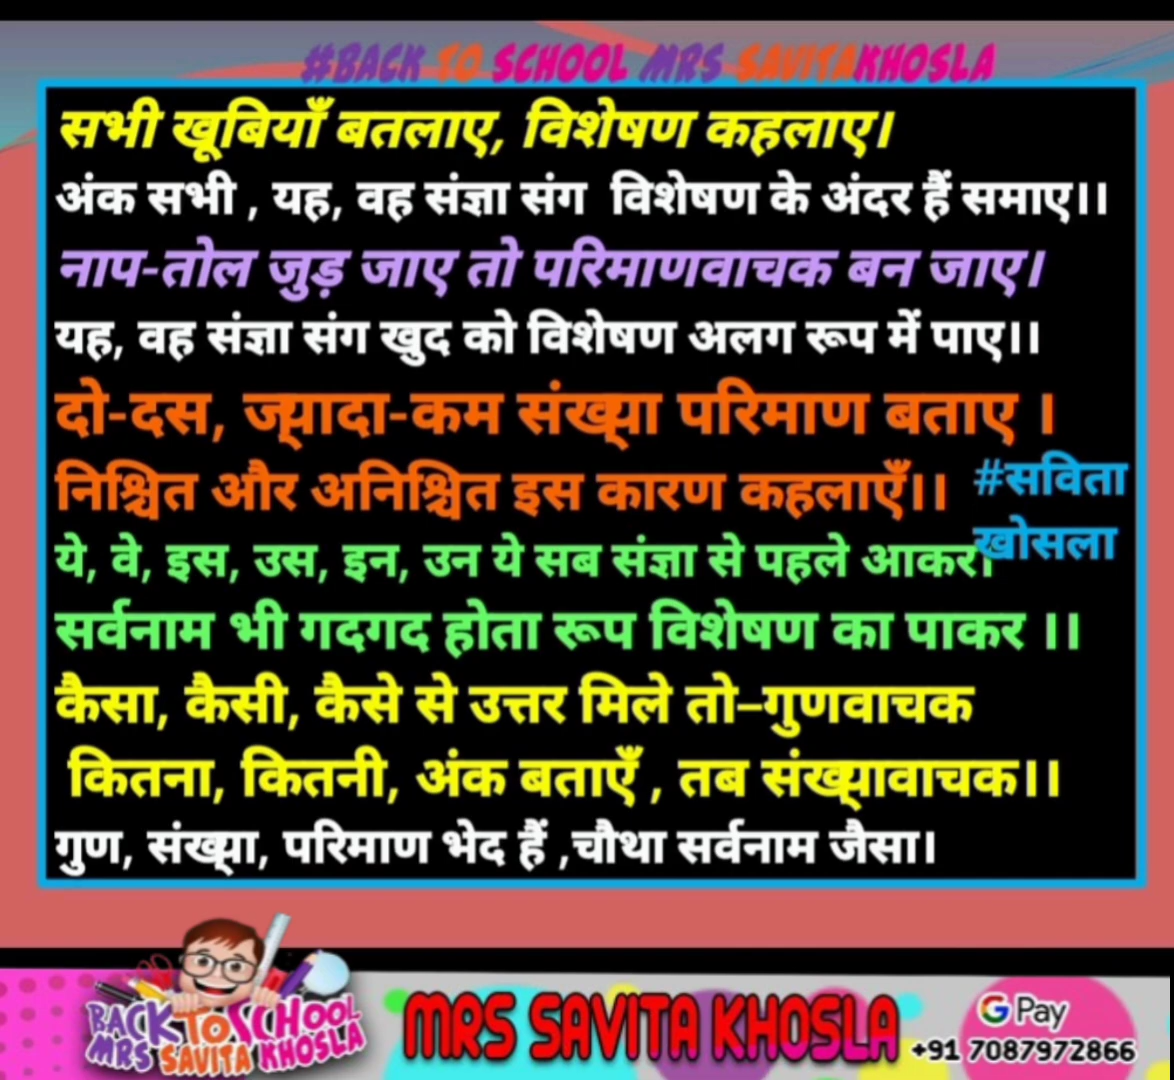 #BACK TO SCHOOL MRS SAVITAKHOSLA
सभी खूबियाँ बतलाए, विशेषण कहलाए।
अंक सभी , यह, वह संज्ञा संग विशेषण के अंदर हैं समाए।।
नाप-तोल जुड़ जाए तो परिमाणवाचक बन जाए।
यह, वह संज्ञा संग खुद को विशेषण अलग रूप में पाए।।
दो-दस, ज्यादा-कम संख्या परिमाण बताए ।
निश्चित और अनिश्चित इस कारण कहलाएँ।।
#सविता
खोसला
ये, वे, इस, उस, इन, उन ये सब संज्ञा से पहले आकर।
सर्वनाम भी गदगद होता रूप विशेषण का पाकर ।।
कैसा, कैसी, कैसे से उत्तर मिले तो–गुणवाचक
कितना, कितनी, अंक बताएँ , तब संख्यावाचक।।
गुण, संख्या, परिमाण भेद हैं ,चौथा सर्वनाम जैसा।
BACK TO SCHOOL
MRS SAVITA KHOSLA
MRS SAVITA KHOSLA
G Pay
+91 7087972866